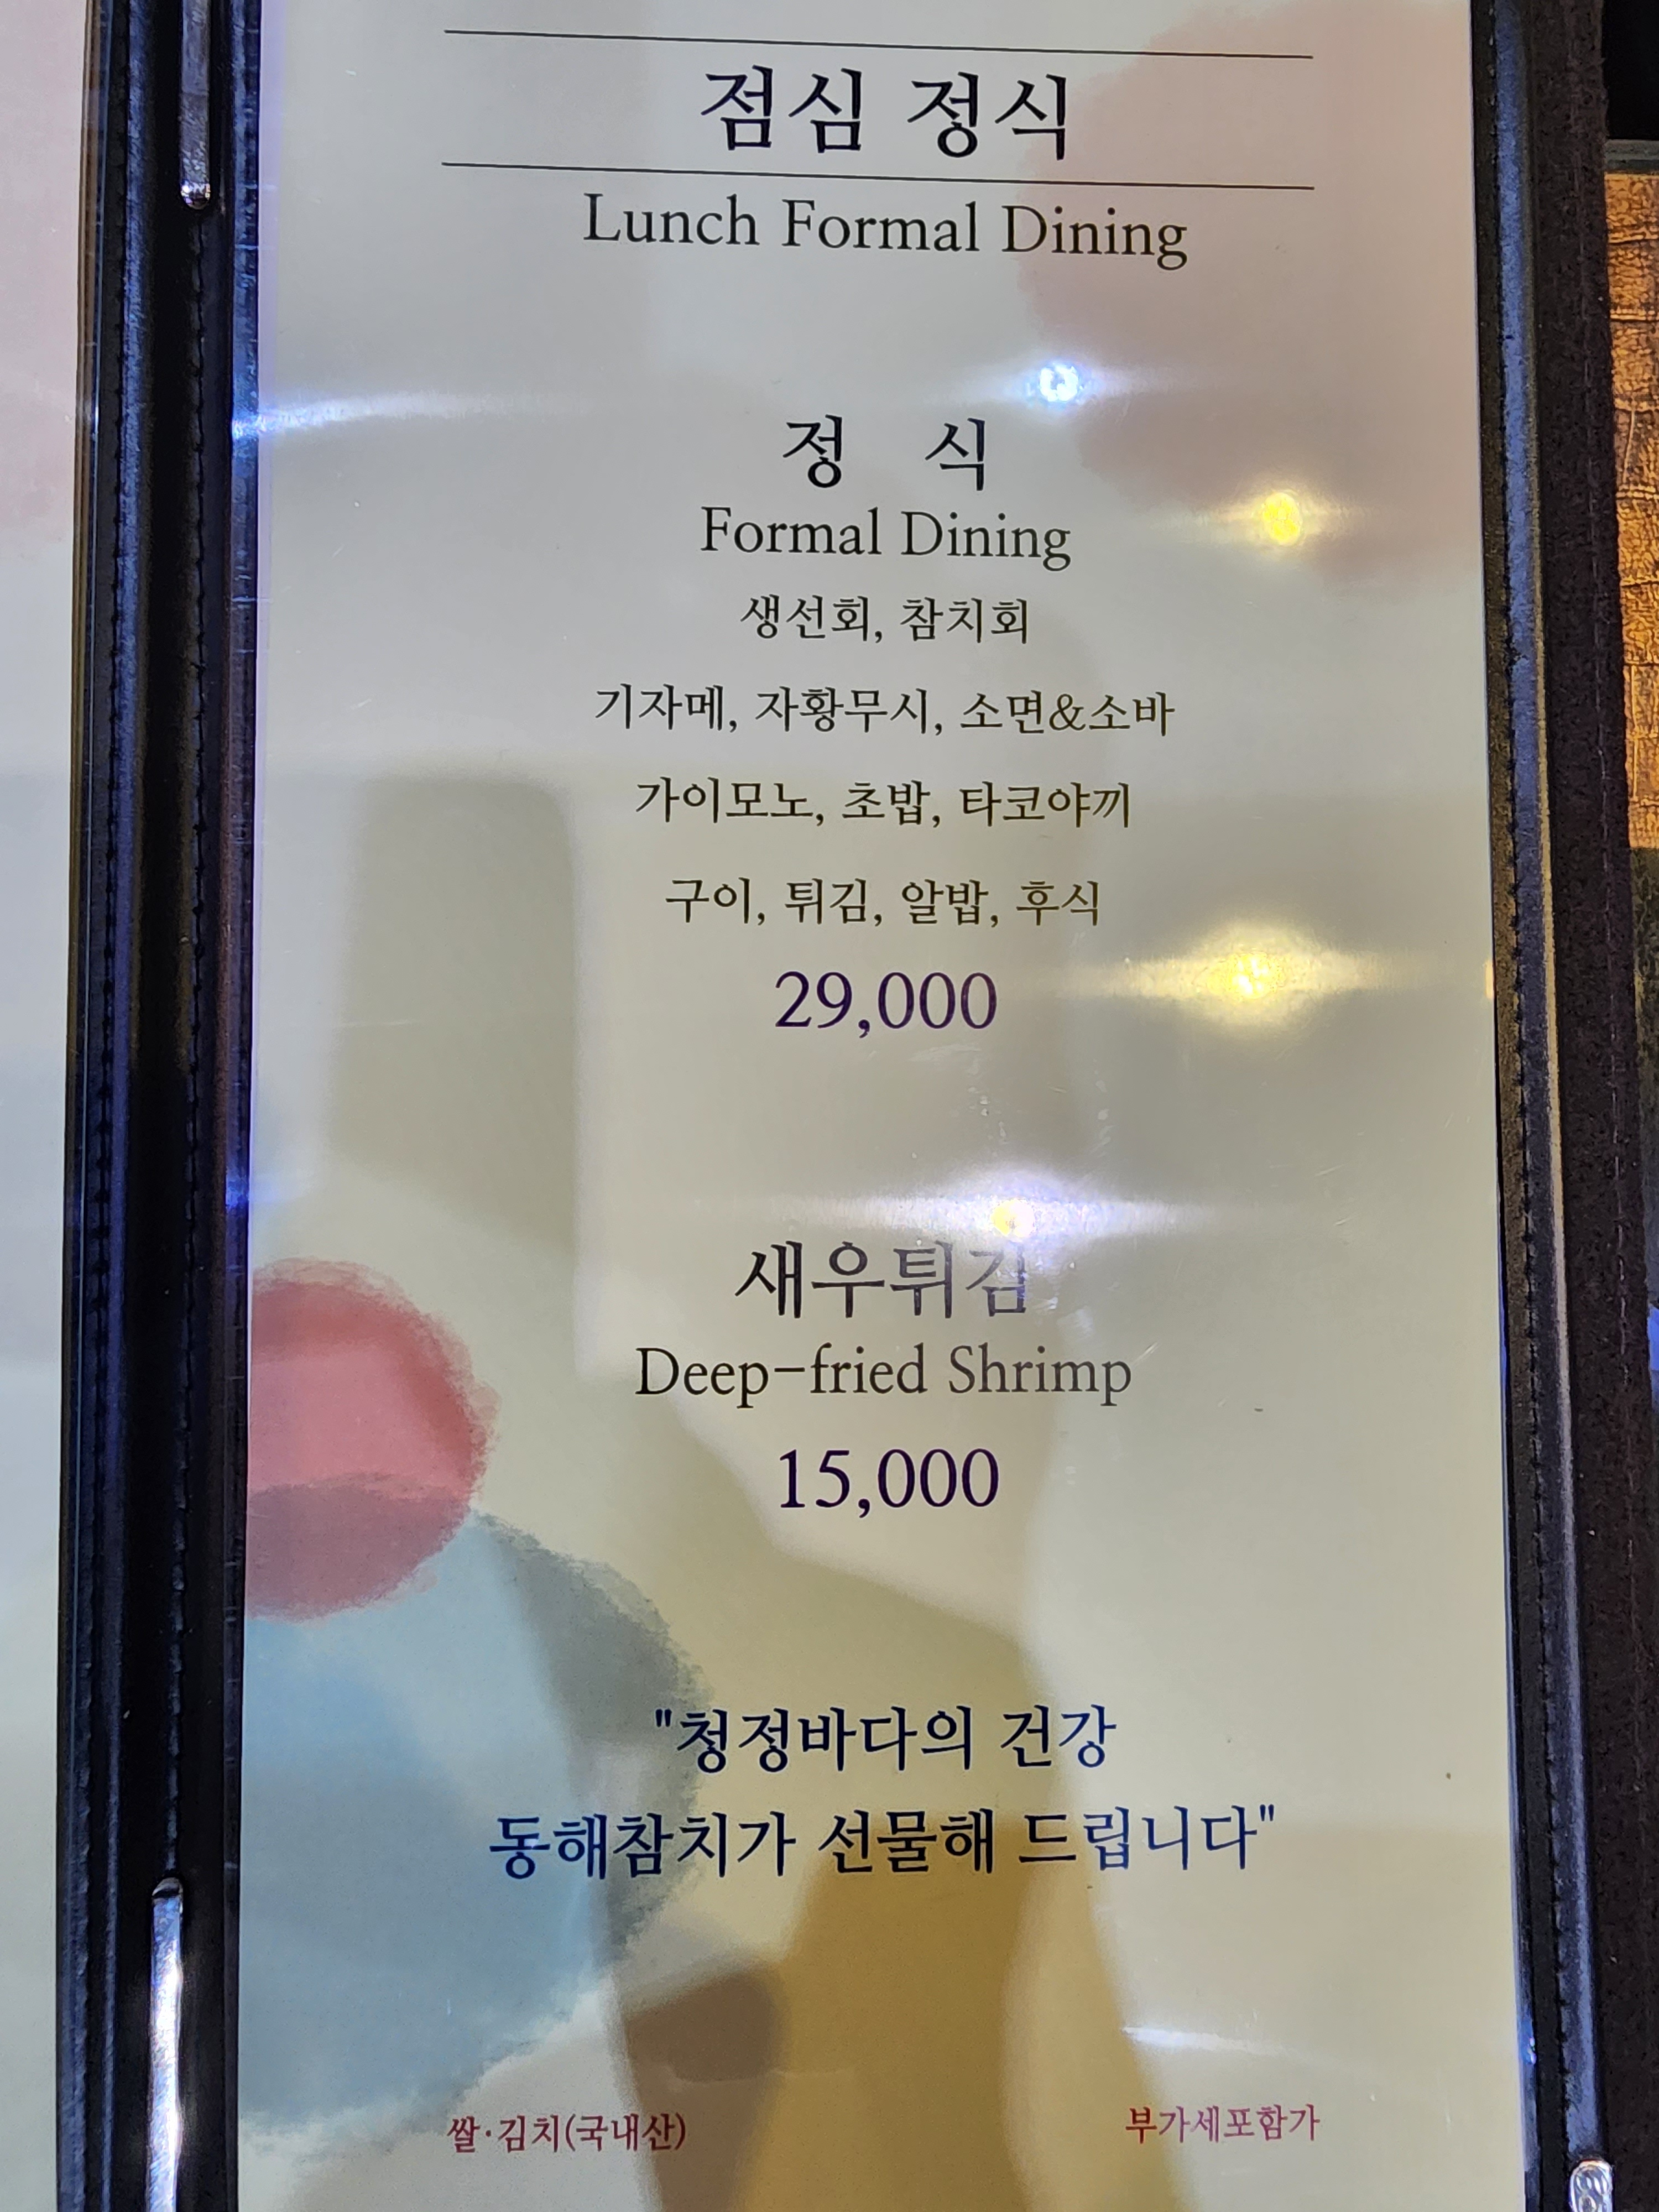 점심 정식
Lunch Formal Dining
정 식
Formal Dining
생선회, 참치회
기자메, 자황무시, 소면&소바
가이모노, 초밥, 타코야끼
구이, 튀김, 알밥, 후식
29,000
새우튀김
Deep-fried Shrimp
15,000
"청정바다의 건강
동해참치가 선물해 드립니다"
쌀·김치(국내산)
부가세포함가